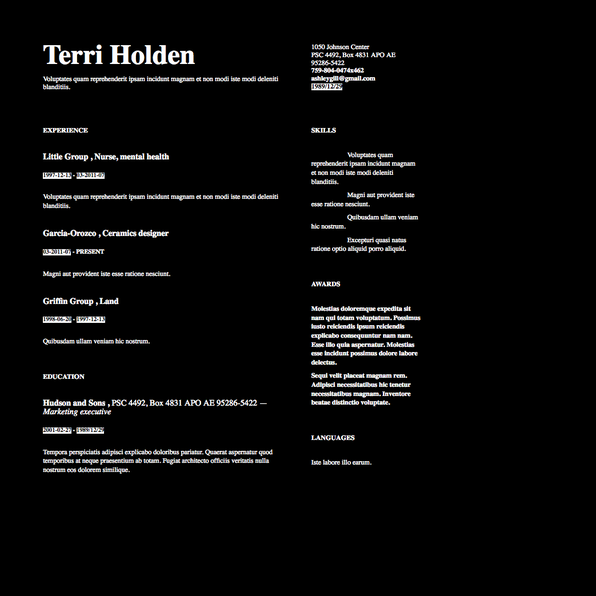 Terri Holden
Voluptates quam reprehenderit ipsam incidunt magnam et non modi iste modi deleniti
blanditiis.
1050 Johnson Center
PSC 4492, Box 4831 APO AE
95286-5422
759-804-0474x462
ashleygill@gmail.com
1989/12/29
EXPERIENCE
Little Group , Nurse, mental health
1997-12-13 - 03-2011-07
Voluptates quam reprehenderit ipsam incidunt magnam et non modi iste modi deleniti
blanditiis.
Garcia-Orozco , Ceramics designer
03-2011-07 - PRESENT
Magni aut provident iste esse ratione nesciunt.
Griffin Group , Land
1998-06-20 - 1997-12-13
Quibusdam ullam veniam hic nostrum.
EDUCATION
Hudson and Sons , PSC 4492, Box 4831 APO AE 95286-5422 —
Marketing executive
2001-02-27 - 1989/12/29
Tempora perspiciatis adipisci explicabo doloribus pariatur. Quaerat aspernatur quod
temporibus at neque praesentium ab totam. Fugiat architecto officiis veritatis nulla
nostrum eos dolorem similique.
SKILLS
Voluptates quam
reprehenderit ipsam incidunt magnam
et non modi iste modi deleniti
blanditiis.
Magni aut provident iste
esse ratione nesciunt.
Quibusdam ullam veniam
hic nostrum.
Excepturi quasi natus
ratione optio aliquid porro aliquid.
AWARDS
Molestias doloremque expedita sit
nam qui totam voluptatum. Possimus
iusto reiciendis ipsum reiciendis
explicabo consequuntur nam nam.
Esse illo quia aspernatur. Molestias
esse incidunt possimus dolore labore
delectus.
Sequi velit placeat magnam rem.
Adipisci necessitatibus hic tenetur
necessitatibus magnam. Inventore
beatae distinctio voluptate.
LANGUAGES
Iste labore illo earum.